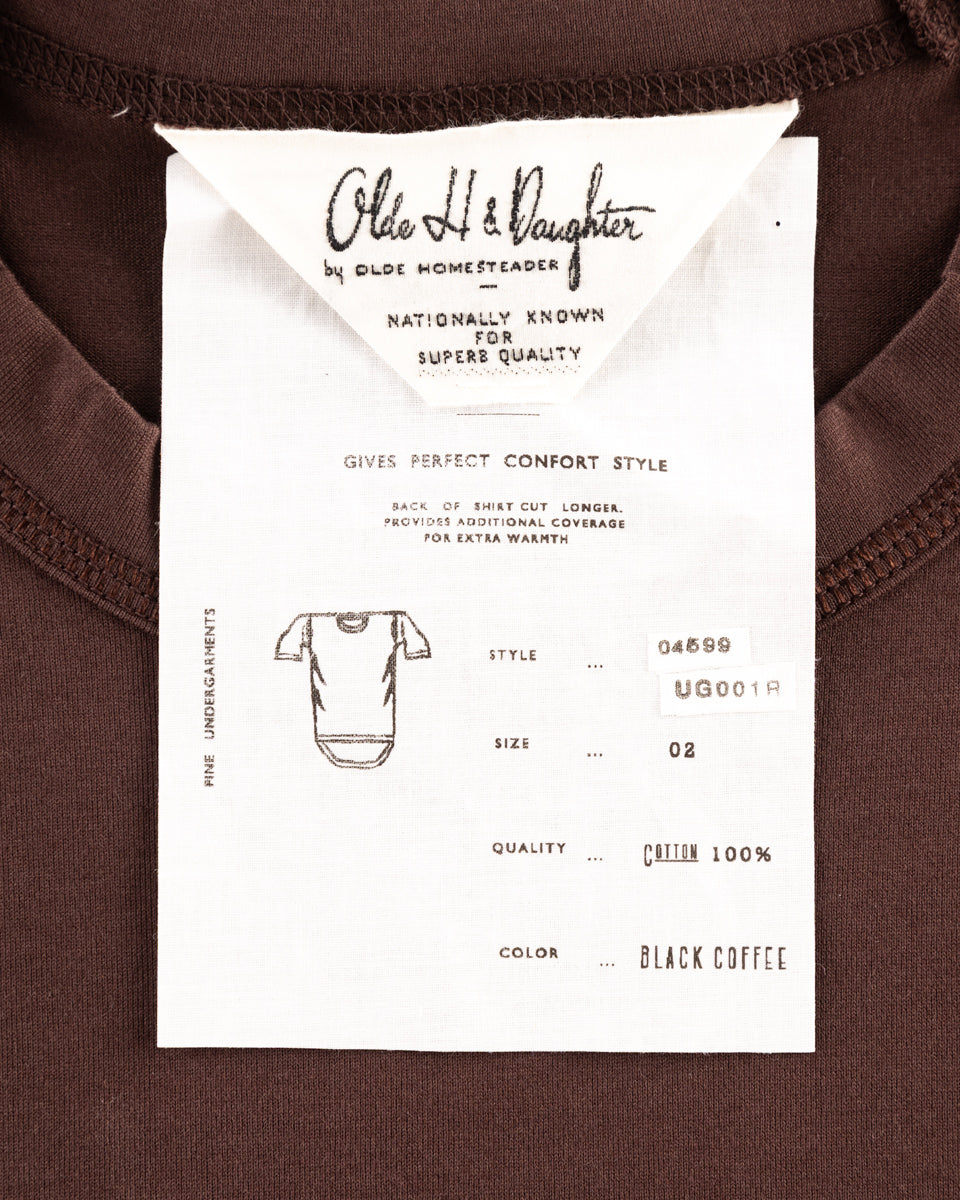 Olde H & Daughter
by OLDE HOMESTEADER
NATIONALLY KNOWN
FOR
SUPERB QUALITY
GIVES PERFECT CONFORT STYLE
BACK OF SHIRT CUT LONGER.
PROVIDES ADDITIONAL COVERAGE
FOR EXTRA WARMTH
FINE UNDERGARMENTS
STYLE ... 04599
UG001R
SIZE ... 02
QUALITY ... COTTON 100%
COLOR ... BLACK COFFEE